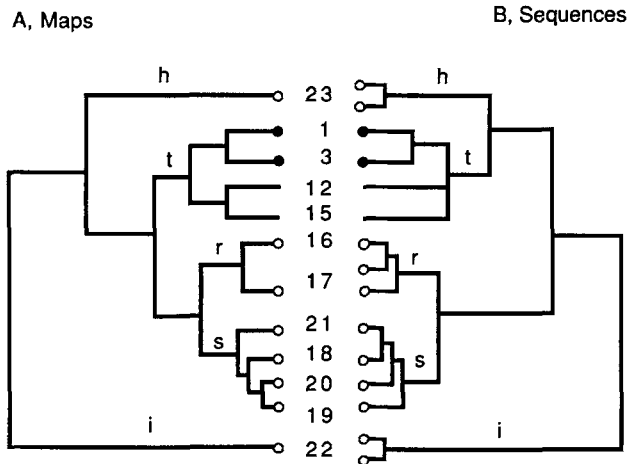 A, Maps
B, Sequences
h 23 h
1
t 3 t
12
15
16
r 17 r
21
s 18 s
20
19
i 22 i